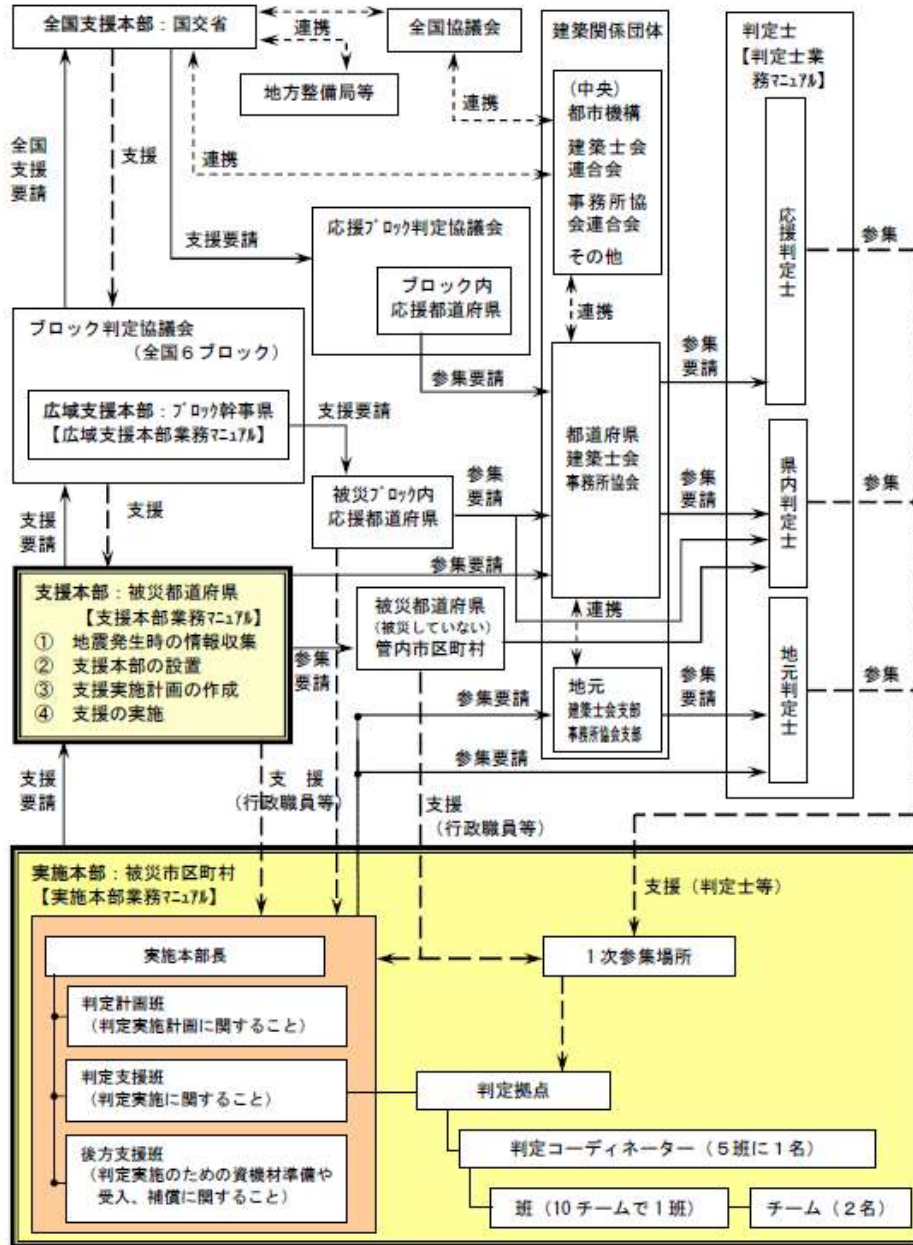 全国支援本部：国交省
連携
全国協議会
地方整備局等
連携
連携
全国
支援
要請
支援
支援要請
建築関係団体
（中央）
都市機構
建築士会
連合会
事務所協
会連合会
その他
判定士
【判定士業
務マニュアル】
応援判定士
参集
応援ブロック判定協議会
ブロック内
応援都道府県
連携
参集要請
参集
要請
ブロック判定協議会
（全国６ブロック）
広域支援本部：ブロック幹事県
【広域支援本部業務マニュアル】
支援要請
都道府県
建築士会
事務所協会
県内判定士
参集
被災ブロック内
応援都道府県
参集
要請
参集
要請
支援
支援
要請
参集要請
支援本部：被災都道府県
【支援本部業務マニュアル】
①　地震発生時の情報収集
②　支援本部の設置
③　支援実施計画の作成
④　支援の実施
参集
要請
被災都道府県
（被災していない）
管内市区町村
連携
地元判定士
参集
地元
建築士会支部
事務所協会支部
参集要請
参集
要請
参集要請
支援
要請
支　援
（行政職員等）
支援
（行政職員等）
実施本部：被災市区町村
【実施本部業務マニュアル】
支援（判定士等）
実施本部長
１次参集場所
判定計画班
（判定実施計画に関すること）
判定支援班
（判定実施に関すること）
判定拠点
後方支援班
（判定実施のための資機材準備や
受入、補償に関すること）
判定コーディネーター（５班に１名）
班（10 チームで１班）
チーム（２名）